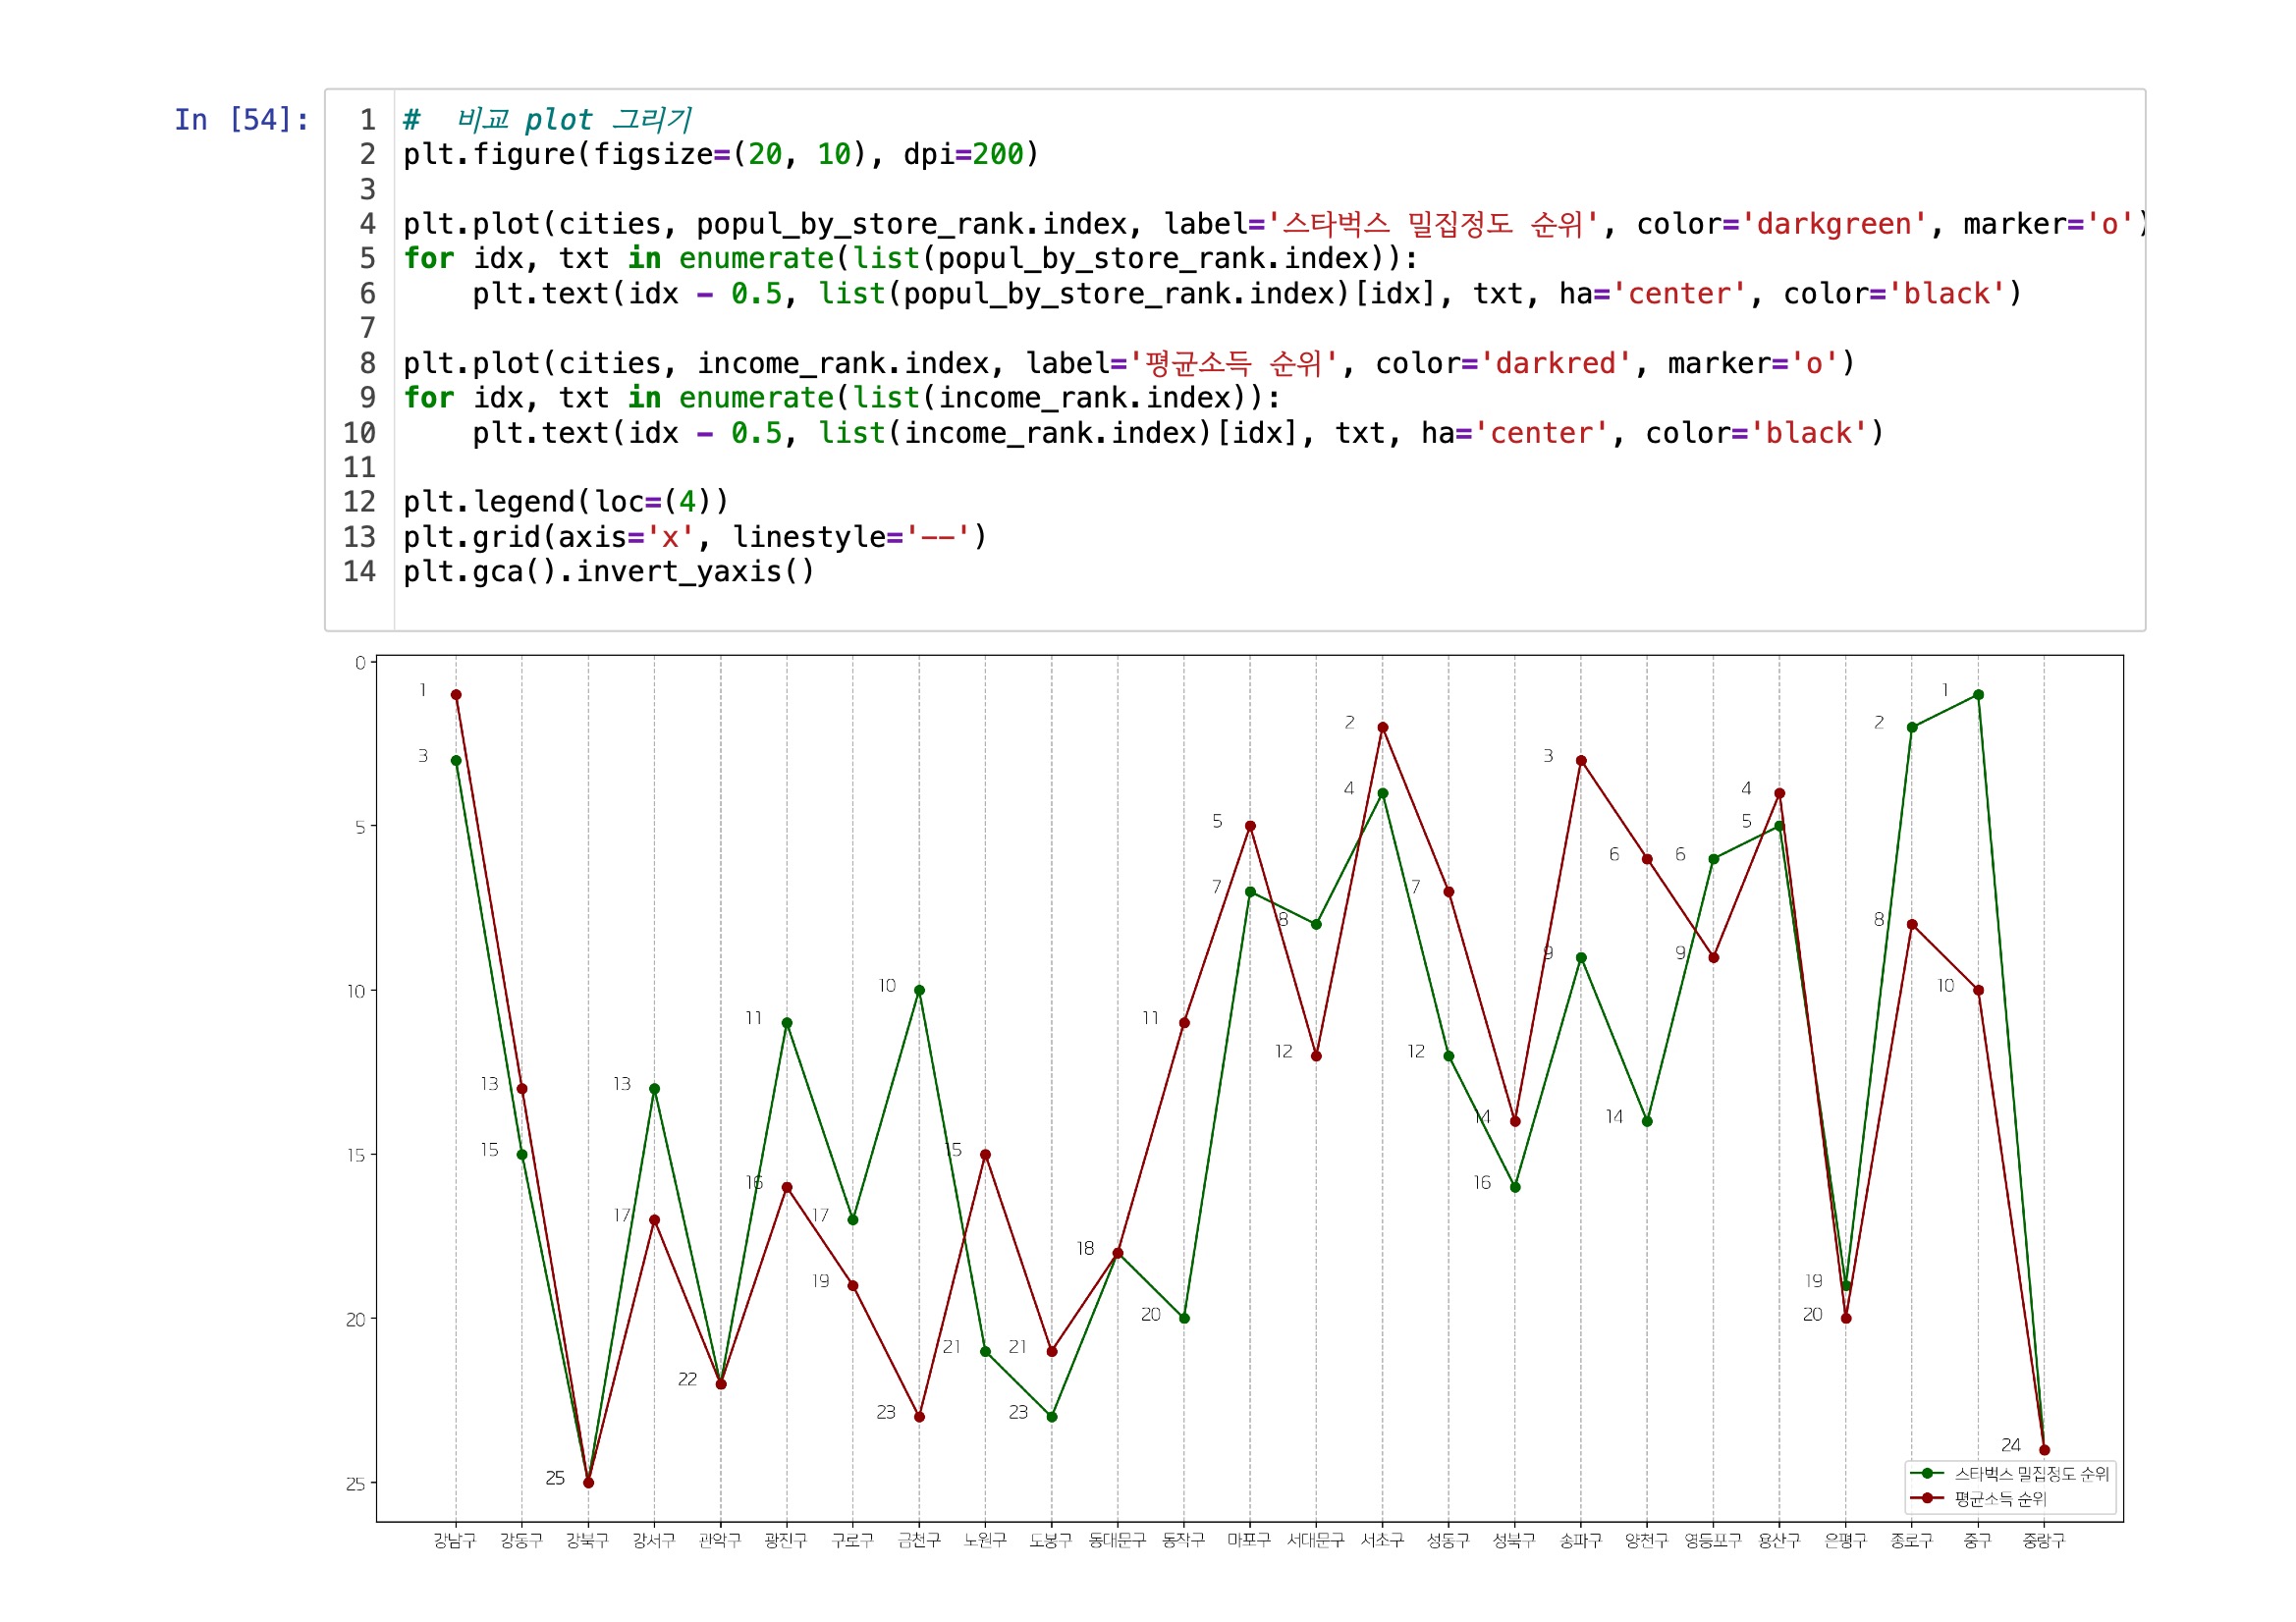 In [54]:
1 #  비교 plot 그리기
2 plt.figure(figsize=(20, 10), dpi=200)
3
4 plt.plot(cities, popul_by_store_rank.index, label='스타벅스 밀집정도 순위', color='darkgreen', marker='o')
5 for idx, txt in enumerate(list(popul_by_store_rank.index)):
6     plt.text(idx - 0.5, list(popul_by_store_rank.index)[idx], txt, ha='center', color='black')
7
8 plt.plot(cities, income_rank.index, label='평균소득 순위', color='darkred', marker='o')
9 for idx, txt in enumerate(list(income_rank.index)):
10     plt.text(idx - 0.5, list(income_rank.index)[idx], txt, ha='center', color='black')
11
12 plt.legend(loc=(4))
13 plt.grid(axis='x', linestyle='--')
14 plt.gca().invert_yaxis()
0
1 1
2 2
3 3
4 4
5 5 5
6 6
7 7
8 8
9 9
10 10 10
11 11
12 12
13 13
14 14
15 15 15
16 16
17 17
18
19 19
20 20 20
21 21
22
23 23
24
25 25
스타벅스 밀집정도 순위
평균소득 순위
강남구 강동구 강북구 강서구 관악구 광진구 구로구 금천구 노원구 도봉구 동대문구 동작구 마포구 서대문구 서초구 성동구 성북구 송파구 양천구 영등포구 용산구 은평구 종로구 중구 중랑구